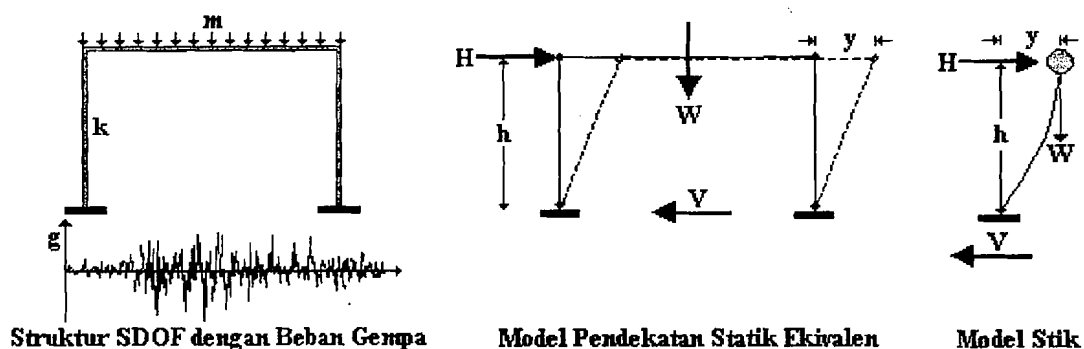 m
k
g
Struktur SDOF dengan Beban Gempa
y
H
h
W
V
Model Pendekatan Statik Ekivalen
y
H
h
W
V
Model Stik